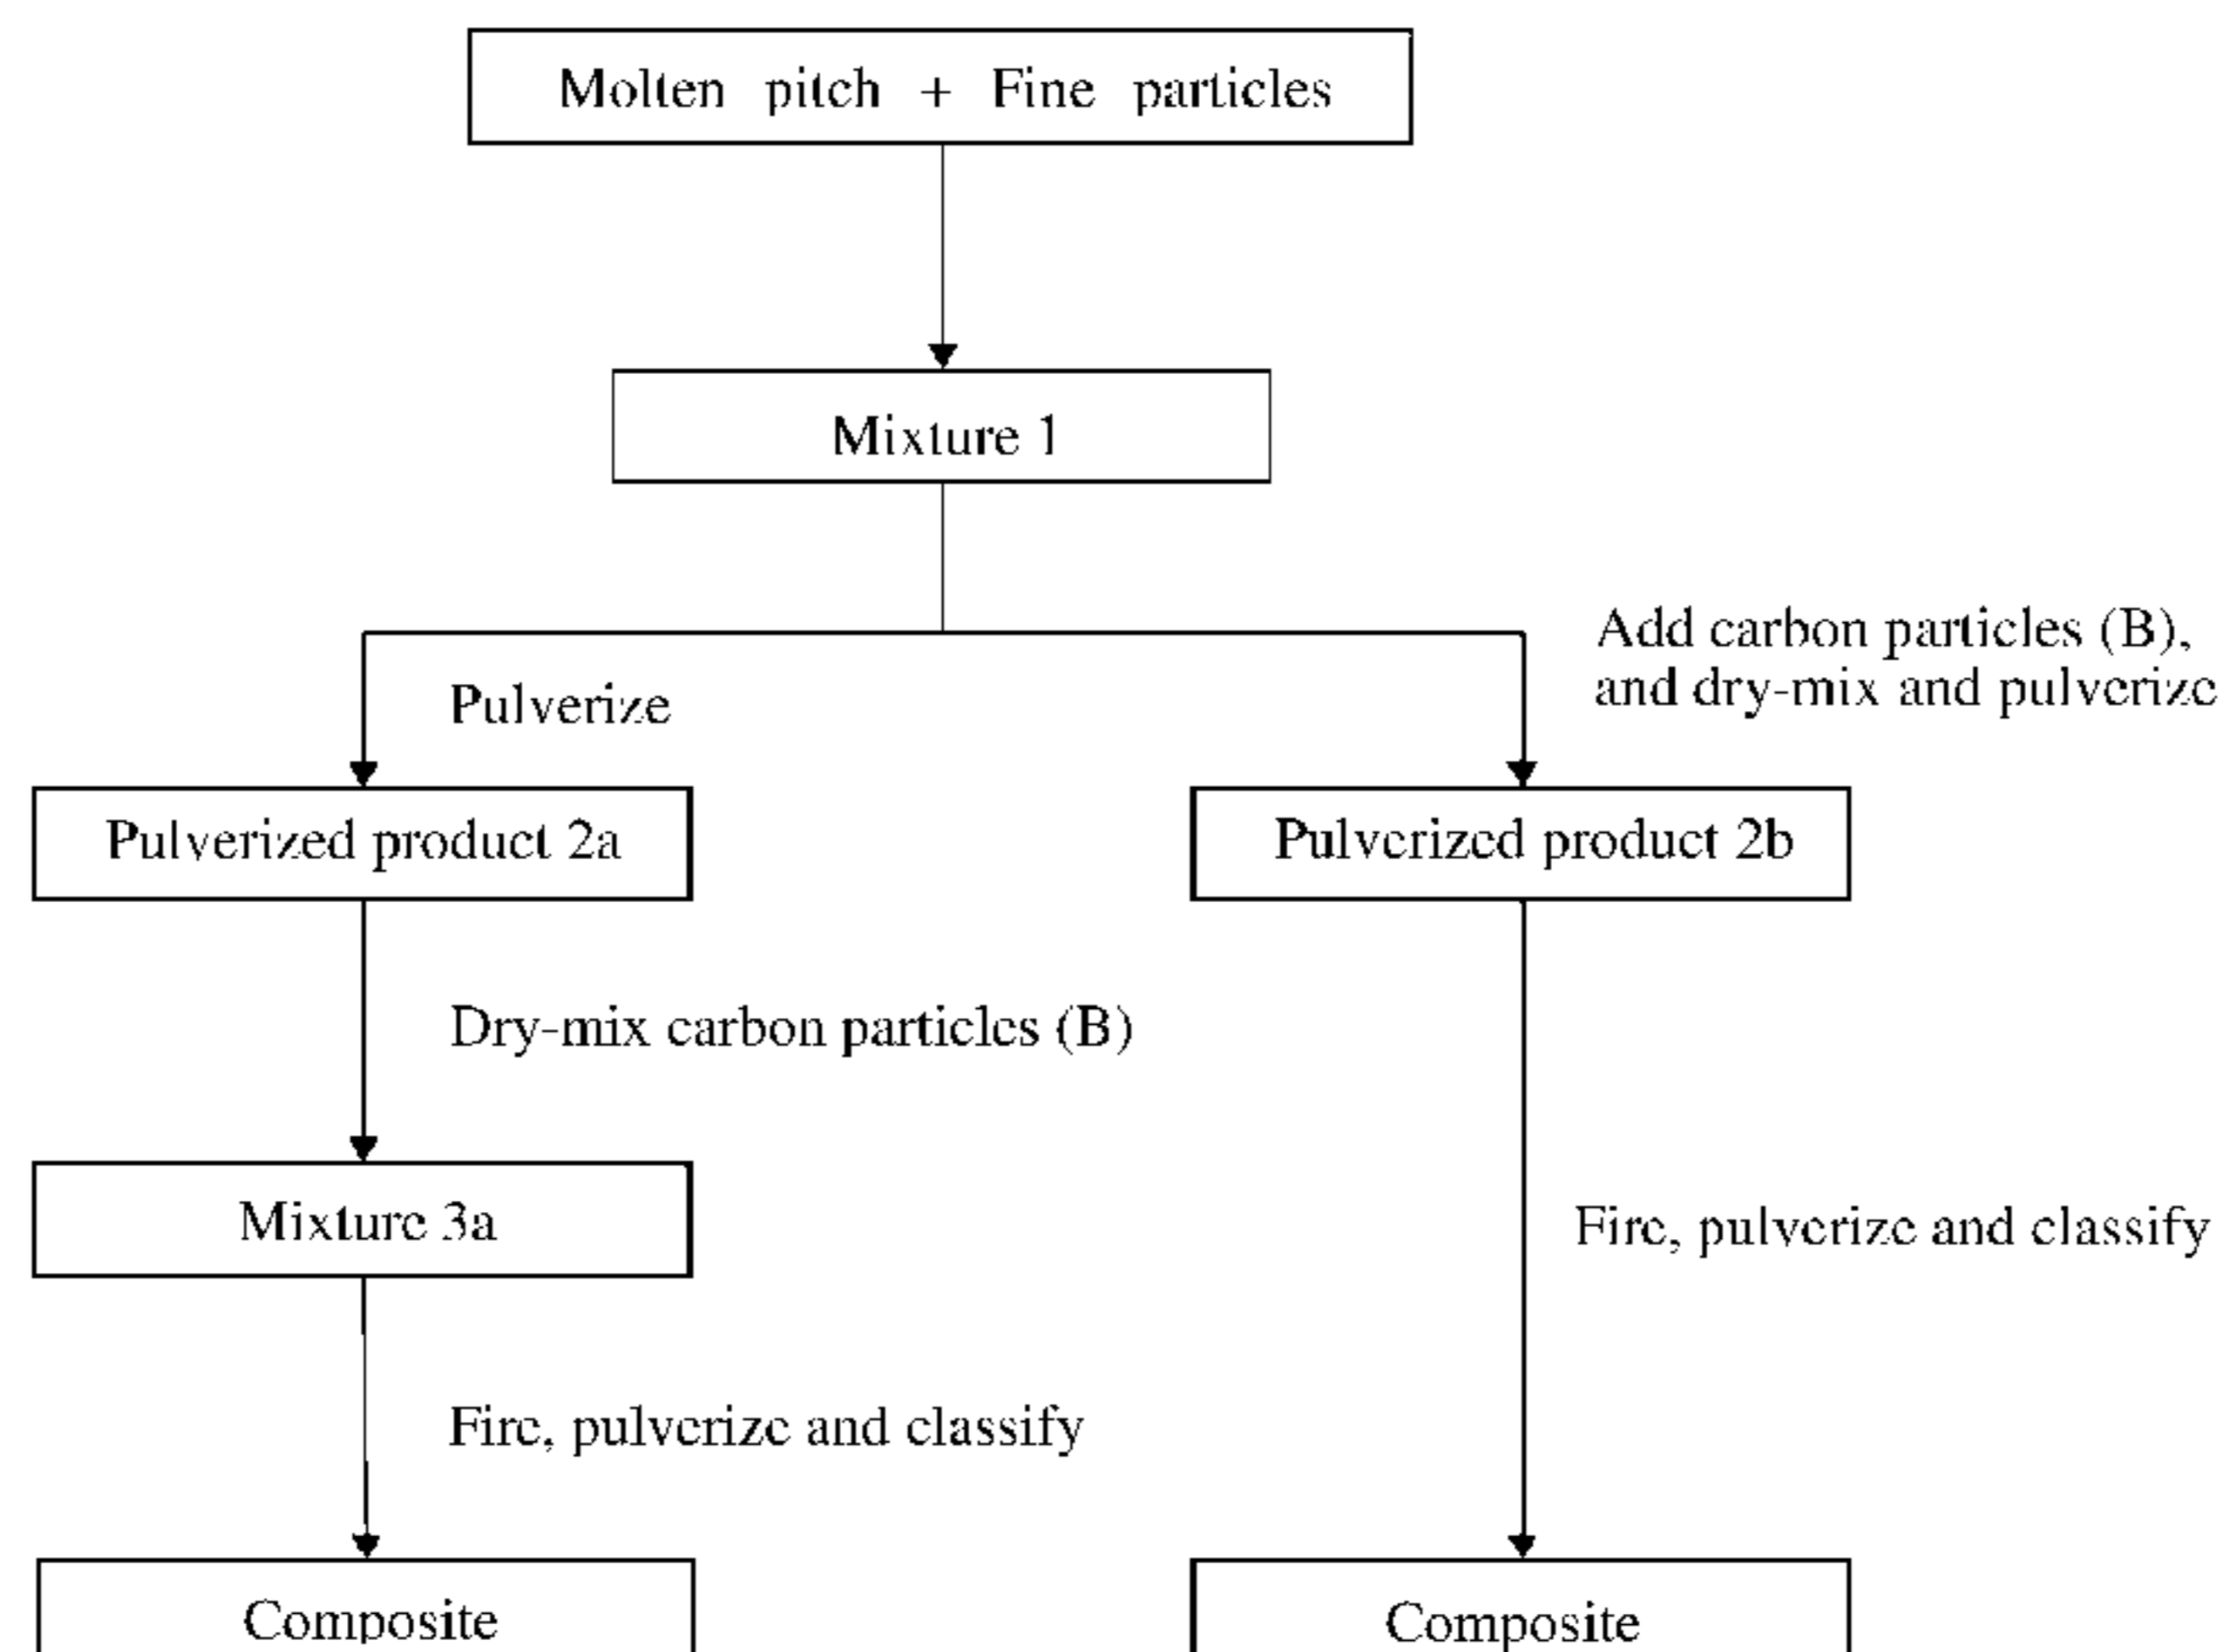 Molten pitch + Fine particles
Mixture 1
Pulverize
Add carbon particles (B),
and dry-mix and pulverize
Pulverized product 2a
Pulverized product 2b
Dry-mix carbon particles (B)
Mixture 3a
Fire, pulverize and classify
Fire, pulverize and classify
Composite
Composite